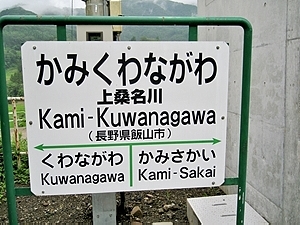 かみくわながわ
上桑名川
Kami-Kuwanagawa
(長野県飯山市)
くわながわ かみさかい
Kuwanagawa Kami-Sakai